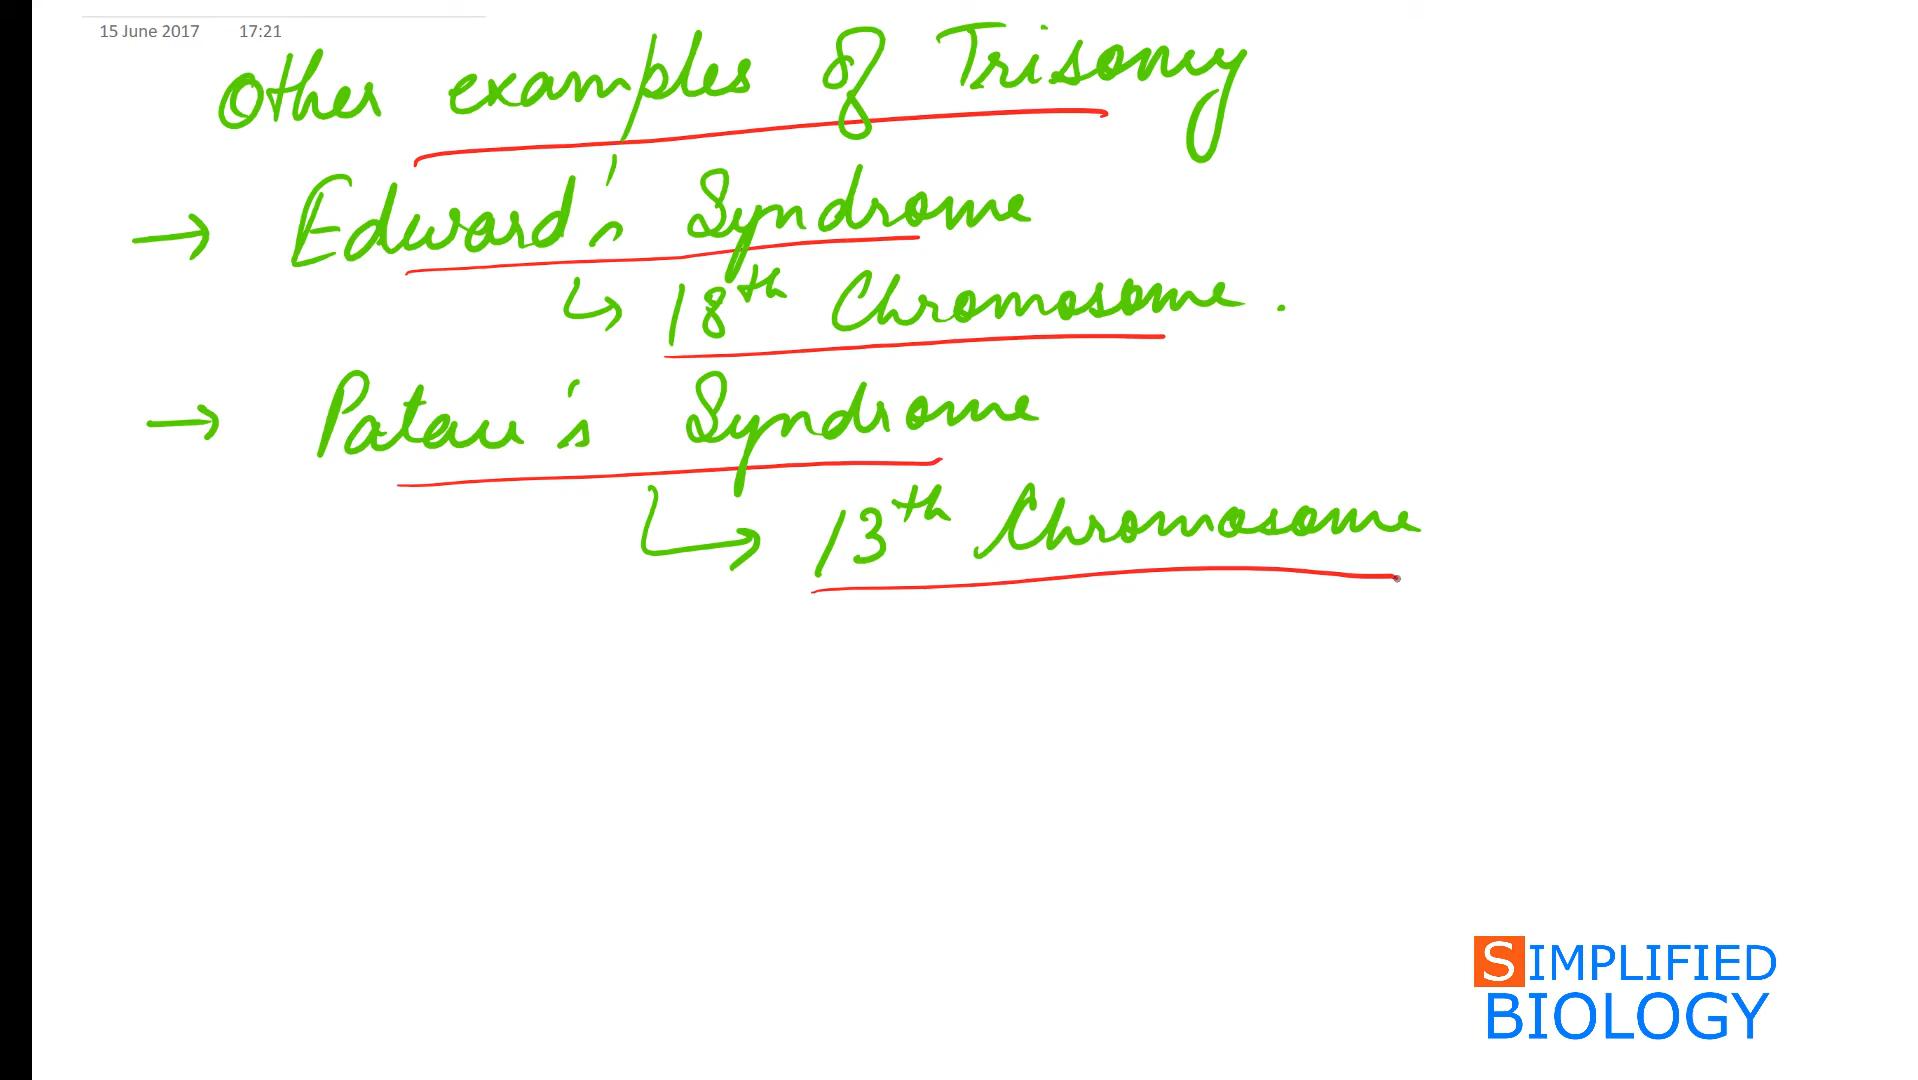 15 June 2017 17:21
Other examples of Trisomy
→ Edward's Syndrome
↳ 18th Chromosome.
→ Patau's Syndrome
↳ 13th Chromosome
SIMPLIFIED
BIOLOGY